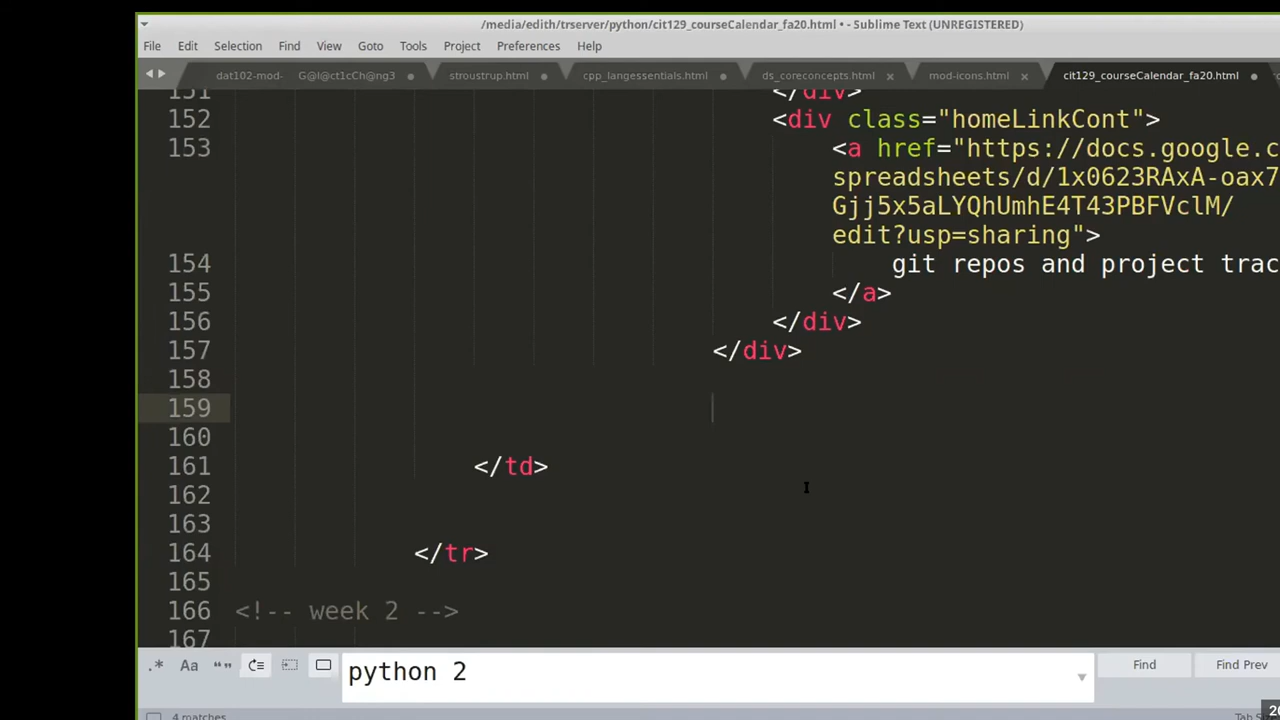 /media/edith/trserver/python/cit129_courseCalendar_fa20.html • - Sublime Text (UNREGISTERED)
File Edit Selection Find View Goto Tools Project Preferences Help
dat102-mod- G@l@ct1cCh@ng3 stroustrup.html cpp_langessentials.html ds_coreconcepts.html mod-icons.html cit129_courseCalendar_fa20.html
151 </div>
152 <div class="homeLinkCont">
153 <a href="https://docs.google.c
spreadsheets/d/1x0623RAxA-oax7
Gjj5x5aLYQhUmhE4T43PBFVclM/
edit?usp=sharing">
154 git repos and project trac
155 </a>
156 </div>
157 </div>
158
159
160
161 </td>
162
163
164 </tr>
165
166 <!-- week 2 -->
167
.* Aa “” python 2 Find Find Prev
4 matches Tab